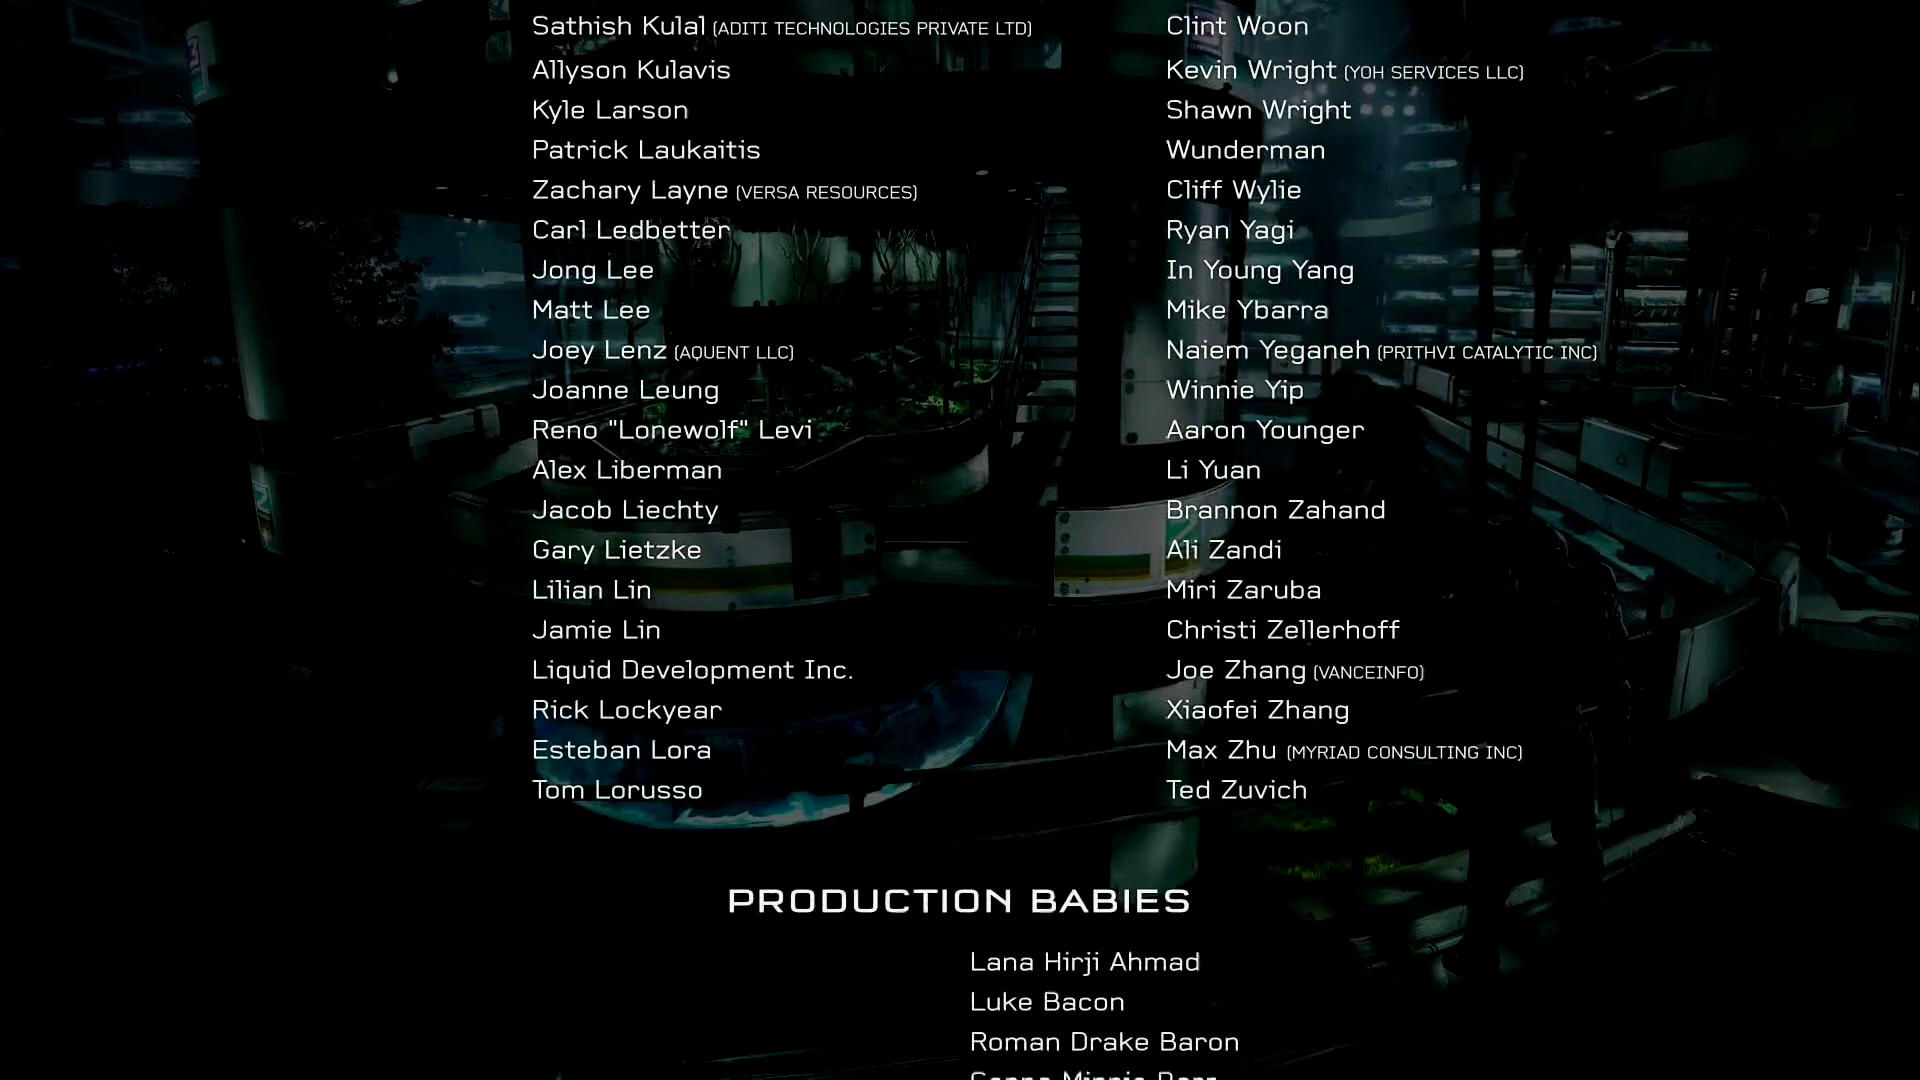 Sathish Kulal (ADITI TECHNOLOGIES PRIVATE LTD)
Allyson Kulavis
Kyle Larson
Patrick Laukaitis
Zachary Layne (VERSA RESOURCES)
Carl Ledbetter
Jong Lee
Matt Lee
Joey Lenz (AQUENT LLC)
Joanne Leung
Reno "Lonewolf" Levi
Alex Liberman
Jacob Liechty
Gary Lietzke
Lilian Lin
Jamie Lin
Liquid Development Inc.
Rick Lockyear
Esteban Lora
Tom Lorusso
Clint Woon
Kevin Wright (YOH SERVICES LLC)
Shawn Wright
Wunderman
Cliff Wylie
Ryan Yagi
In Young Yang
Mike Ybarra
Naiem Yeganeh (PRITHVI CATALYTIC INC)
Winnie Yip
Aaron Younger
Li Yuan
Brannon Zahand
Ali Zandi
Miri Zaruba
Christi Zellerhoff
Joe Zhang (VANCEINFO)
Xiaofei Zhang
Max Zhu (MYRIAD CONSULTING INC)
Ted Zuvich
PRODUCTION BABIES
Lana Hirji Ahmad
Luke Bacon
Roman Drake Baron